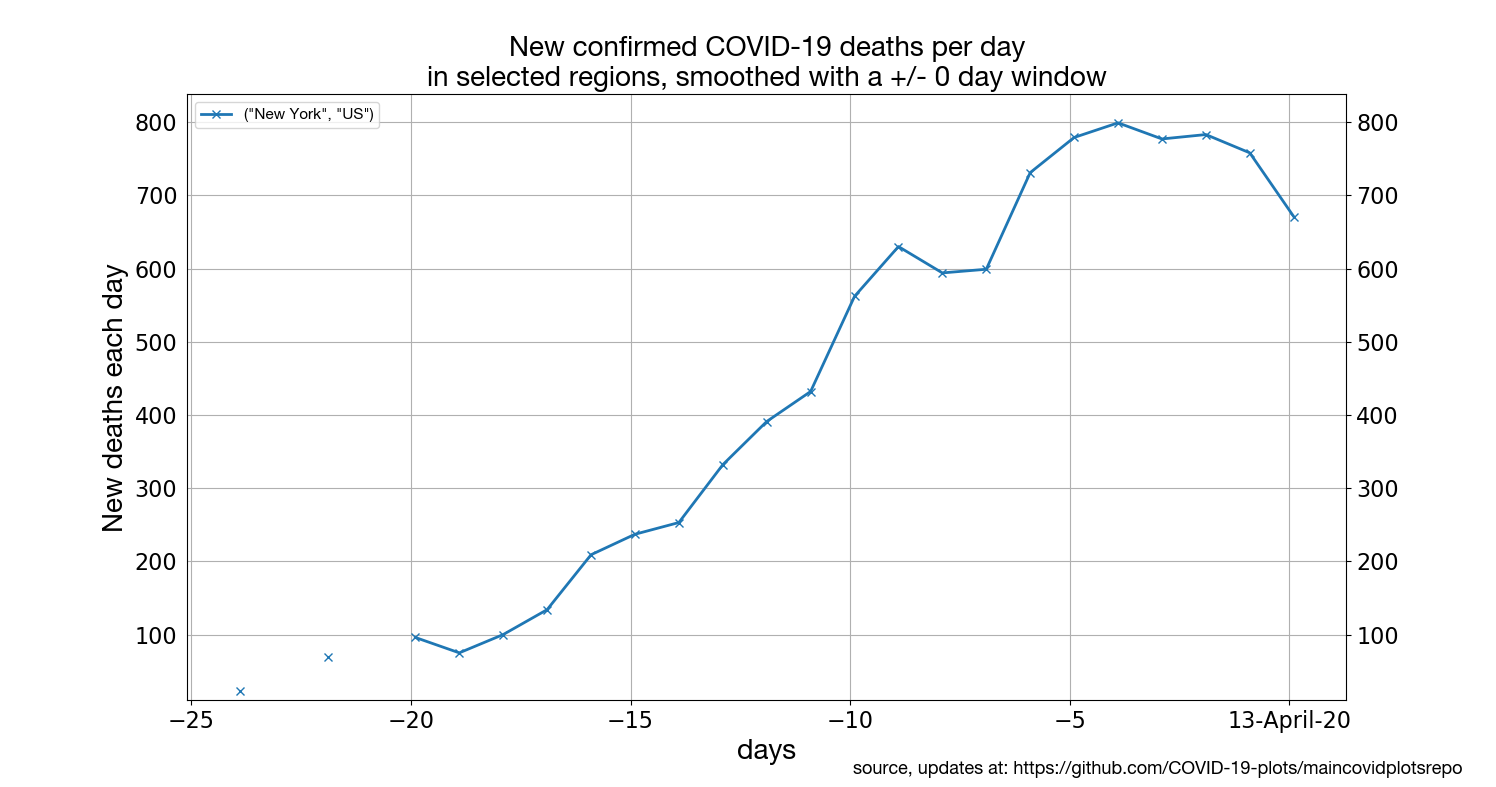 New confirmed COVID-19 deaths per day
in selected regions, smoothed with a +/- 0 day window
("New York", "US")
800
700
600
500
400
300
200
100
New deaths each day
800
700
600
500
400
300
200
100
−25 −20 −15 −10 −5 13-April-20
days
source, updates at: https://github.com/COVID-19-plots/maincovidplotsrepo